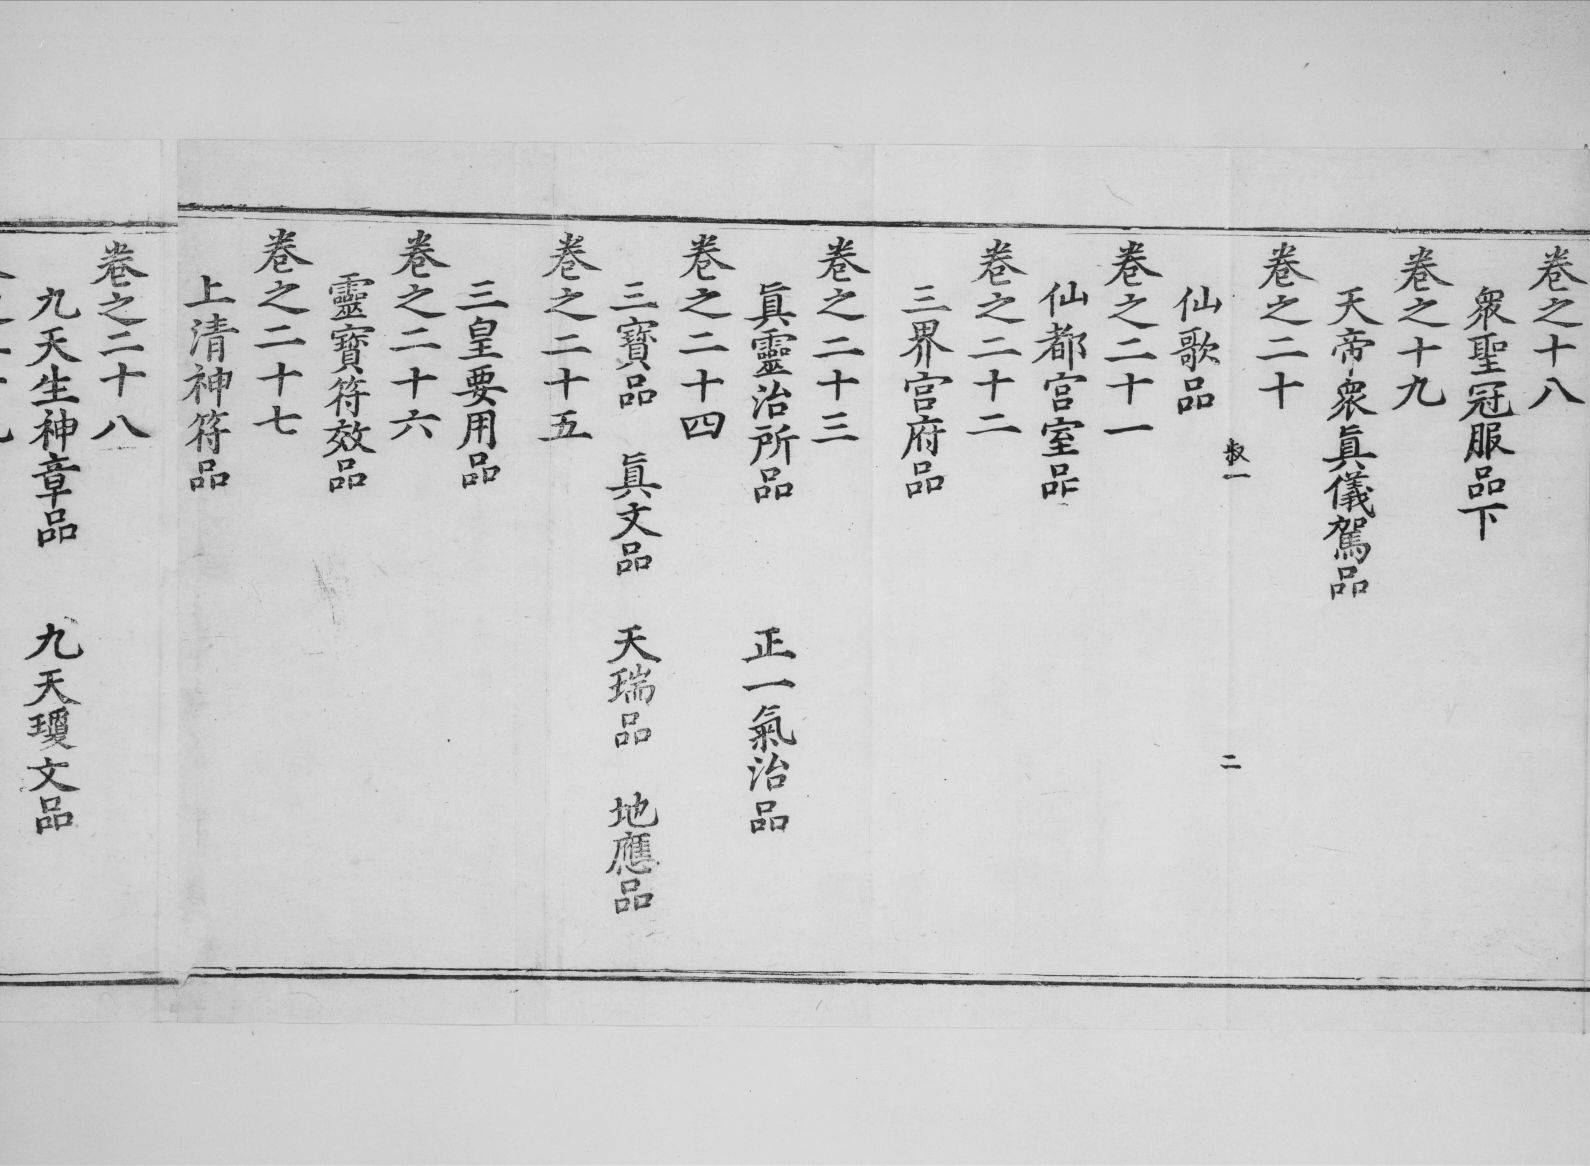 卷之十八
衆聖冠服品下
卷之十九
天帝衆眞儀駕品
卷之二十
叔一 二
仙歌品
卷之二十一
仙都宫室品
卷之二十二
三界宫府品
卷之二十三
眞靈治所品 正一氣治品
卷之二十四
三寶品 眞文品 天瑞品 地應品
卷之二十五
三皇要用品
卷之二十六
靈寶符效品
卷之二十七
上清神符品
卷之二十八
九天生神章品 九天瓊文品